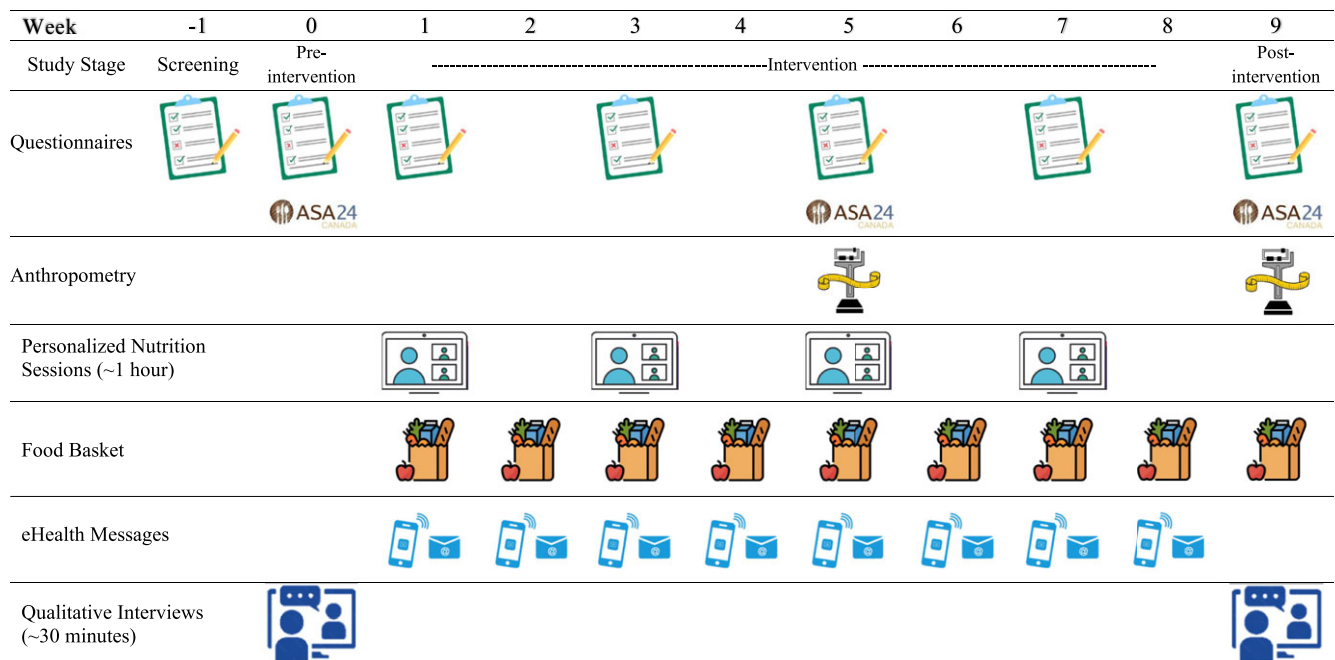 Week -1 0 1 2 3 4 5 6 7 8 9
Study Stage Screening Pre-intervention ---Intervention --- Post-intervention
Questionnaires
ASA24 CANADA ASA24 CANADA ASA24 CANADA
Anthropometry
Personalized Nutrition
Sessions (~1 hour)
Food Basket
eHealth Messages
Qualitative Interviews
(~30 minutes)